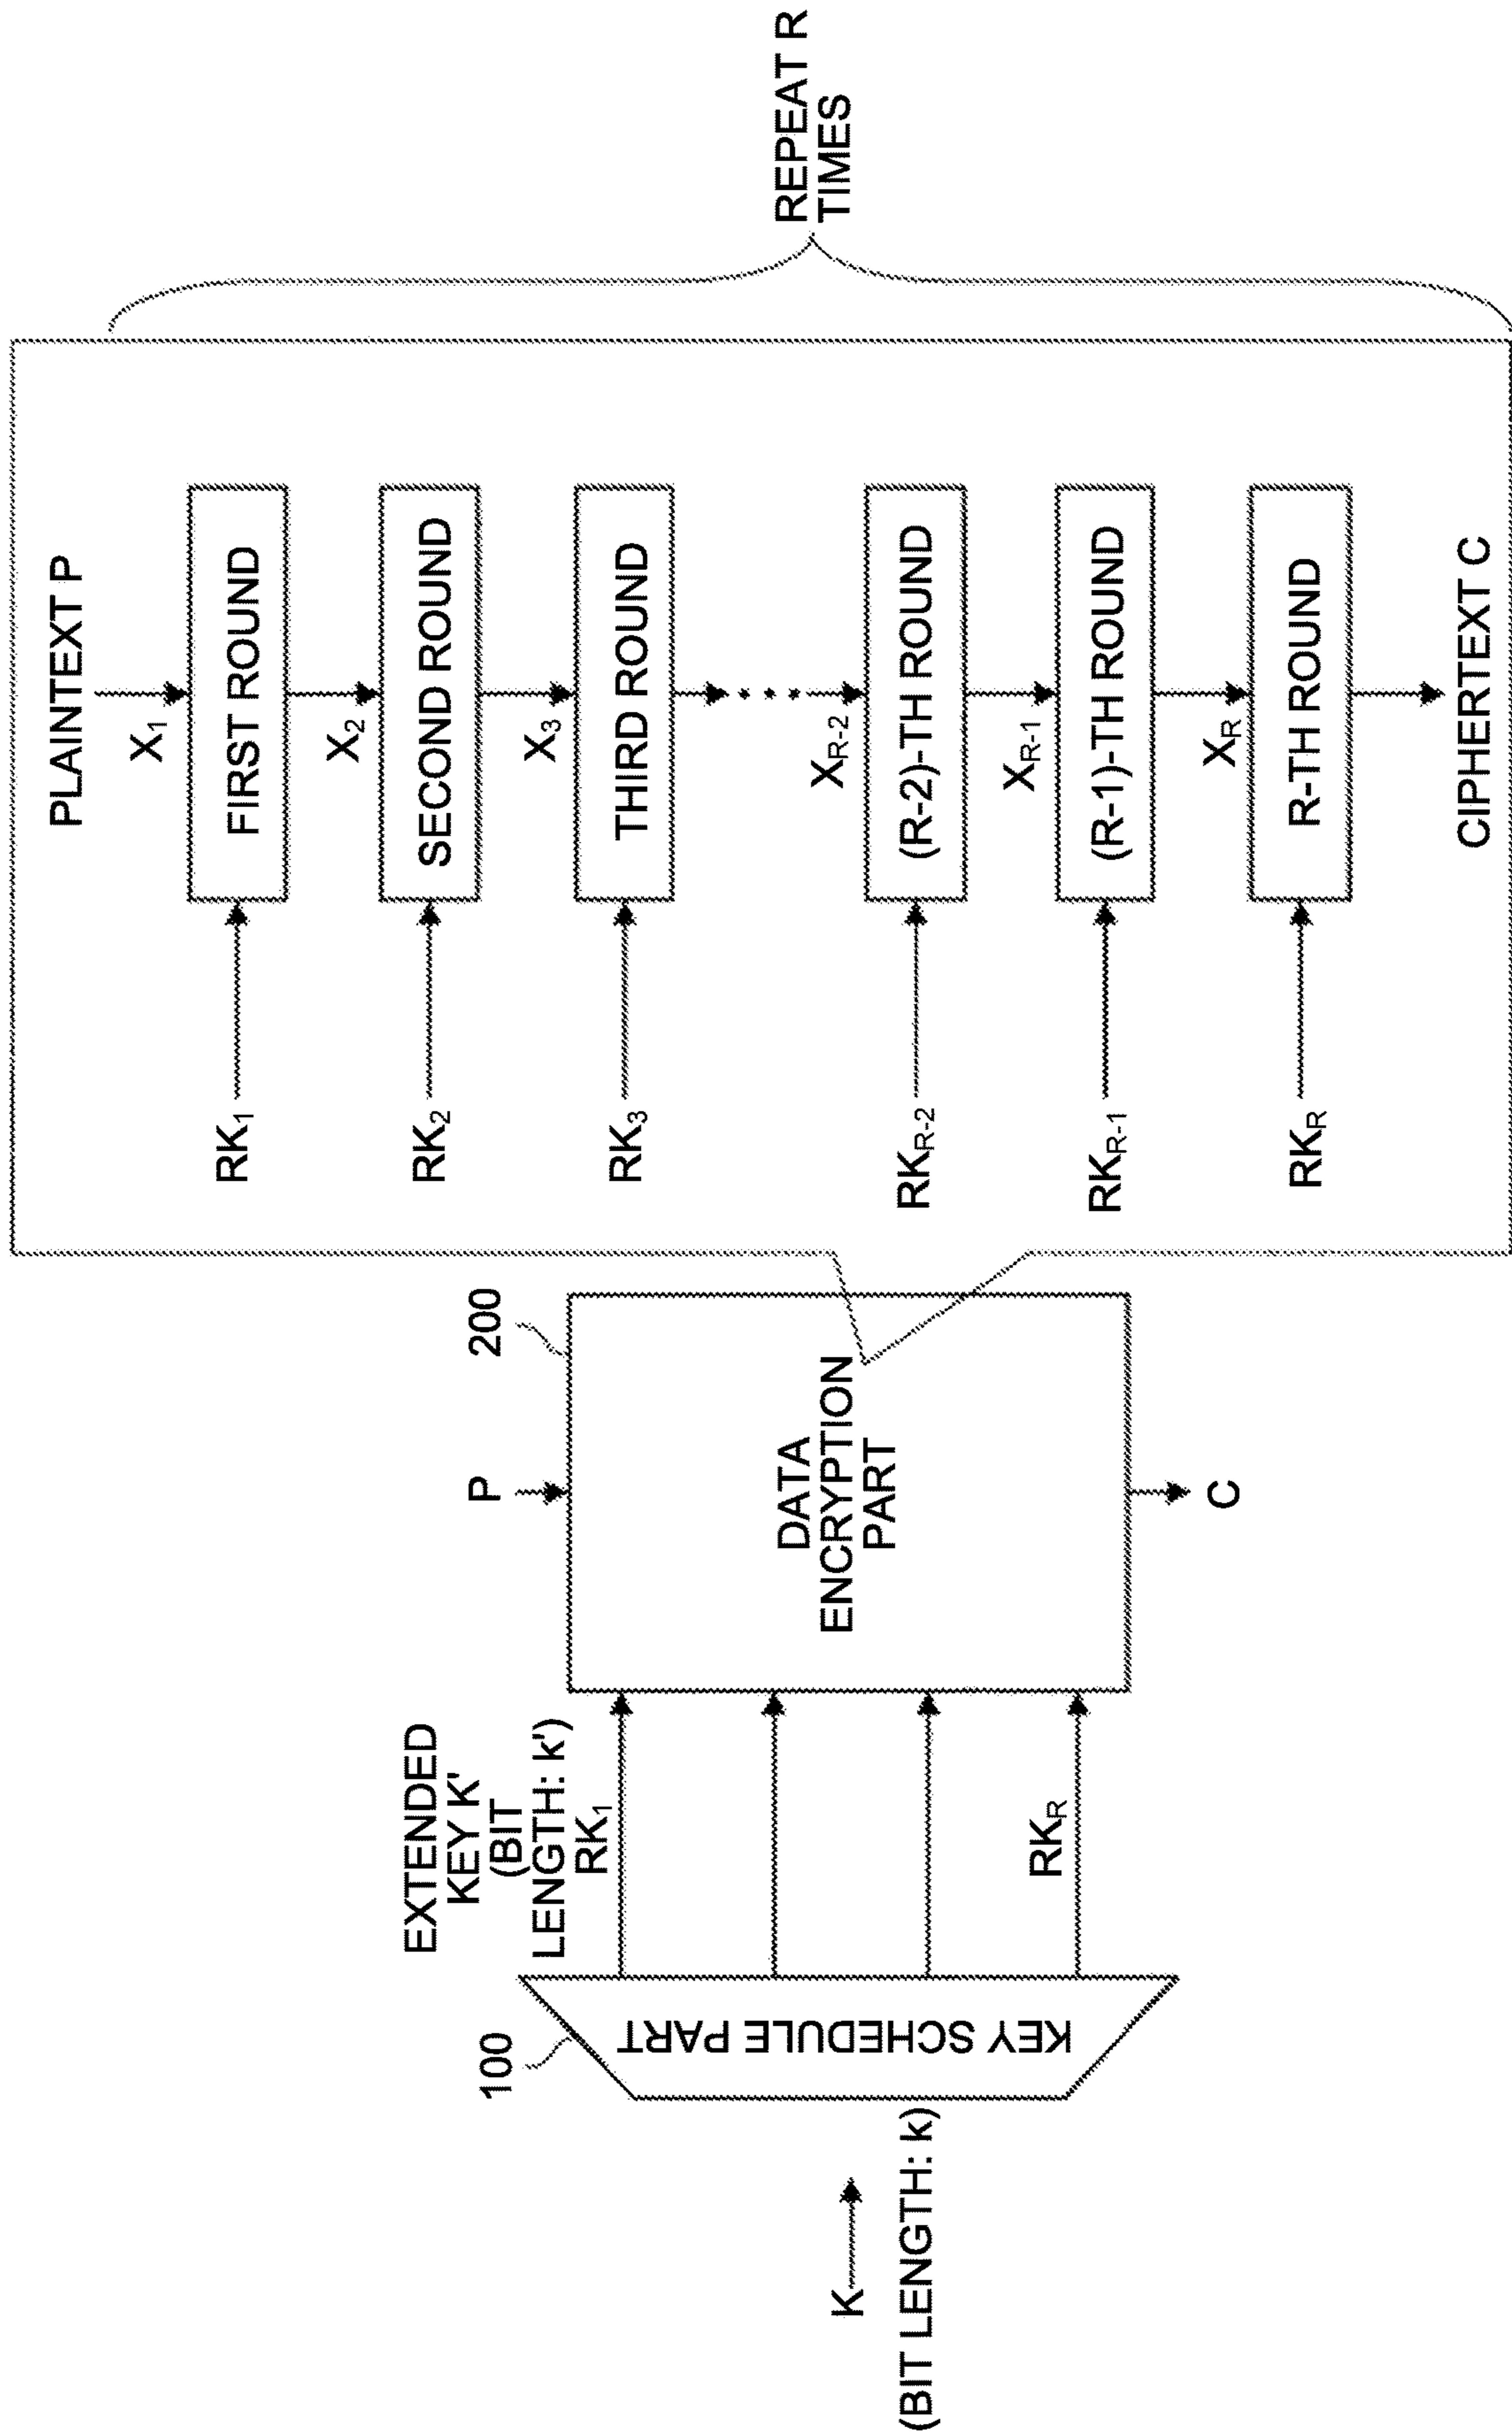 K
(BIT LENGTH: k)
100
KEY SCHEDULE PART
EXTENDED
KEY K'
(BIT
LENGTH: k')
RK1
RKR
P
200
DATA
ENCRYPTION
PART
C
PLAINTEXT P
X1
RK1
FIRST ROUND
X2
RK2
SECOND ROUND
X3
RK3
THIRD ROUND
XR-2
RKR-2
(R-2)-TH ROUND
XR-1
RKR-1
(R-1)-TH ROUND
XR
RKR
R-TH ROUND
CIPHERTEXT C
REPEAT R
TIMES